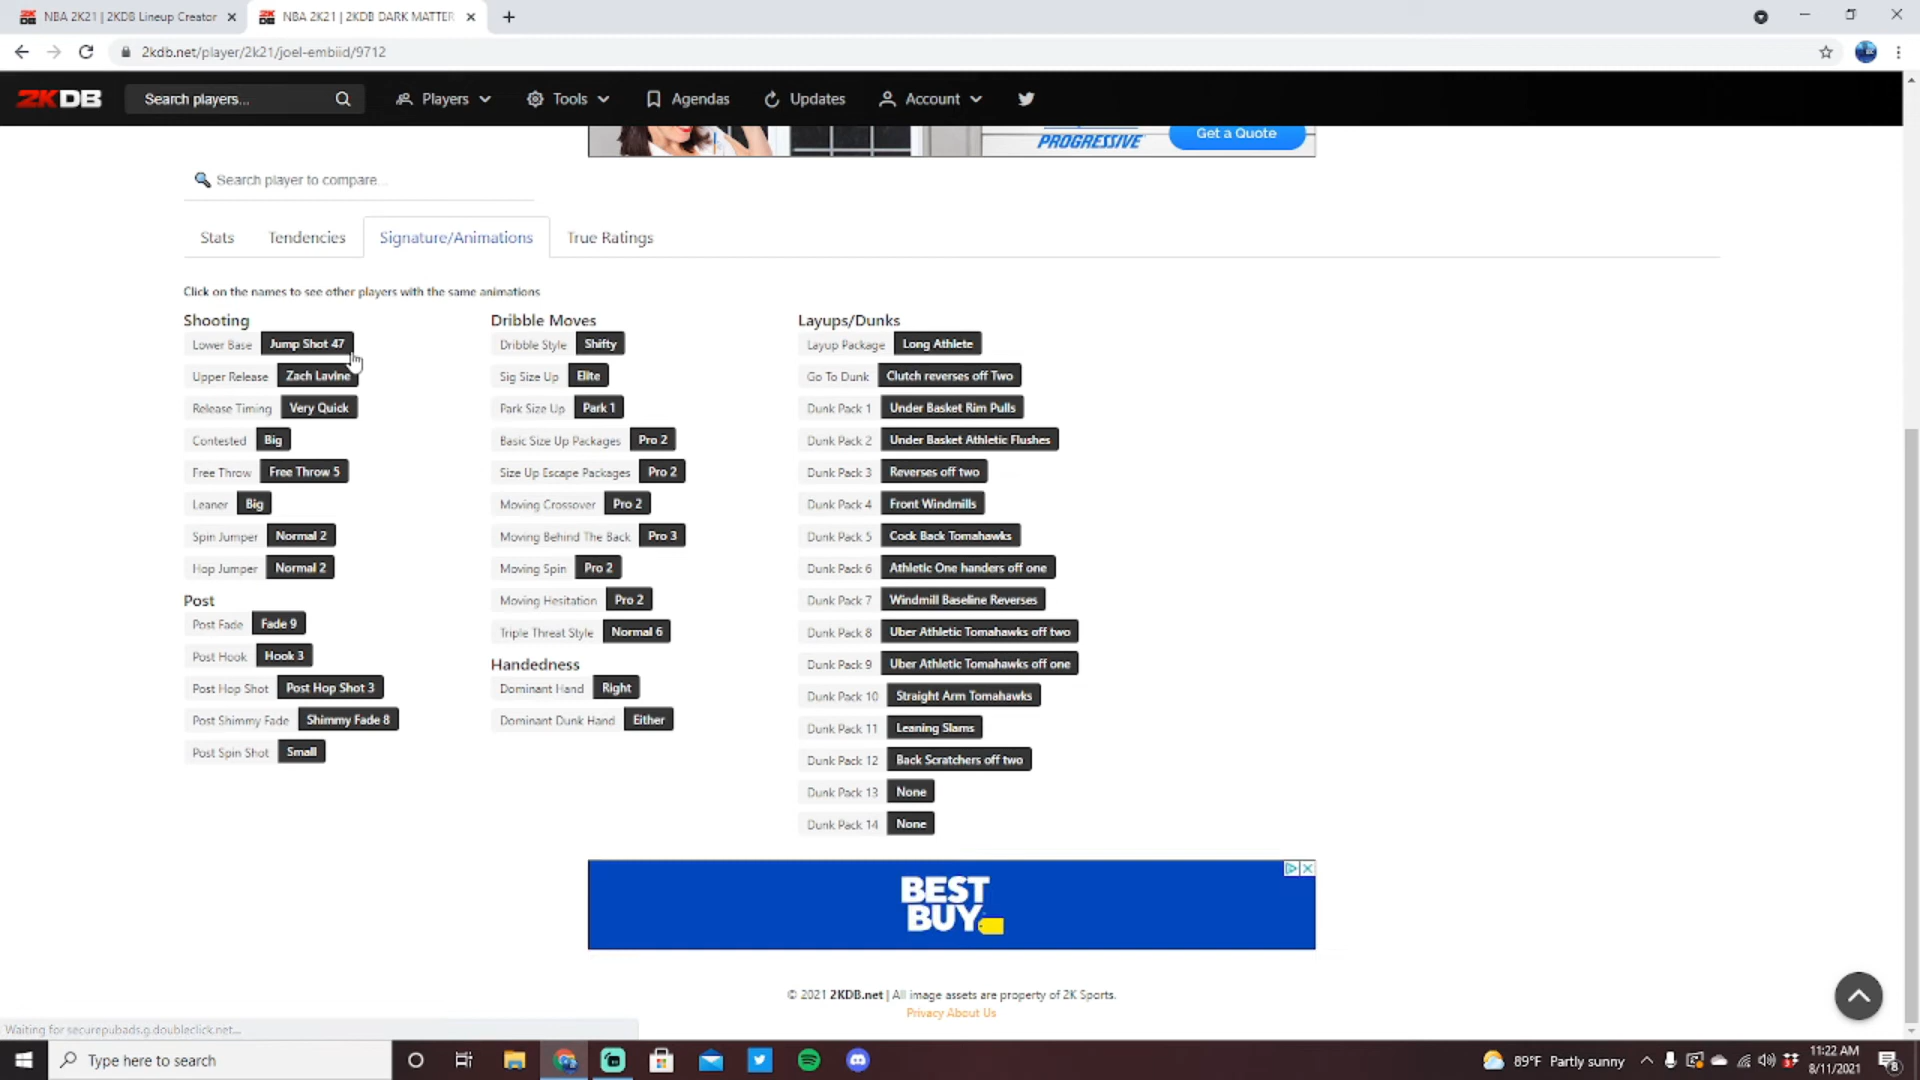 NBA 2K21 | 2KDB Lineup Creator
NBA 2K21 | 2KDB DARK MATTER
2kdb.net/player/2k21/joel-embiid/9712
2KDB
Search players...
Players
Tools
Agendas
Updates
Account
PROGRESSIVE
Get a Quote
Search player to compare...
Stats
Tendencies
Signature/Animations
True Ratings
Click on the names to see other players with the same animations
Shooting
Lower Base Jump Shot 47
Upper Release Zach Lavine
Release Timing Very Quick
Contested Big
Free Throw Free Throw 5
Leaner Big
Spin Jumper Normal 2
Hop Jumper Normal 2
Post
Post Fade Fade 9
Post Hook Hook 3
Post Hop Shot Post Hop Shot 3
Post Shimmy Fade Shimmy Fade 8
Post Spin Shot Small
Dribble Moves
Dribble Style Shifty
Sig Size Up Elite
Park Size Up Park 1
Basic Size Up Packages Pro 2
Size Up Escape Packages Pro 2
Moving Crossover Pro 2
Moving Behind The Back Pro 3
Moving Spin Pro 2
Moving Hesitation Pro 2
Triple Threat Style Normal 6
Handedness
Dominant Hand Right
Dominant Dunk Hand Either
Layups/Dunks
Layup Package Long Athlete
Go To Dunk Clutch reverses off Two
Dunk Pack 1 Under Basket Rim Pulls
Dunk Pack 2 Under Basket Athletic Flushes
Dunk Pack 3 Reverses off two
Dunk Pack 4 Front Windmills
Dunk Pack 5 Cock Back Tomahawks
Dunk Pack 6 Athletic One handers off one
Dunk Pack 7 Windmill Baseline Reverses
Dunk Pack 8 Uber Athletic Tomahawks off two
Dunk Pack 9 Uber Athletic Tomahawks off one
Dunk Pack 10 Straight Arm Tomahawks
Dunk Pack 11 Leaning Slams
Dunk Pack 12 Back Scratchers off two
Dunk Pack 13 None
Dunk Pack 14 None
BEST
BUY
© 2021 2KDB.net | All image assets are property of 2K Sports.
Privacy About Us
Waiting for securepubads.g.doubleclick.net...
Type here to search
89°F Partly sunny
11:22 AM
8/11/2021
8